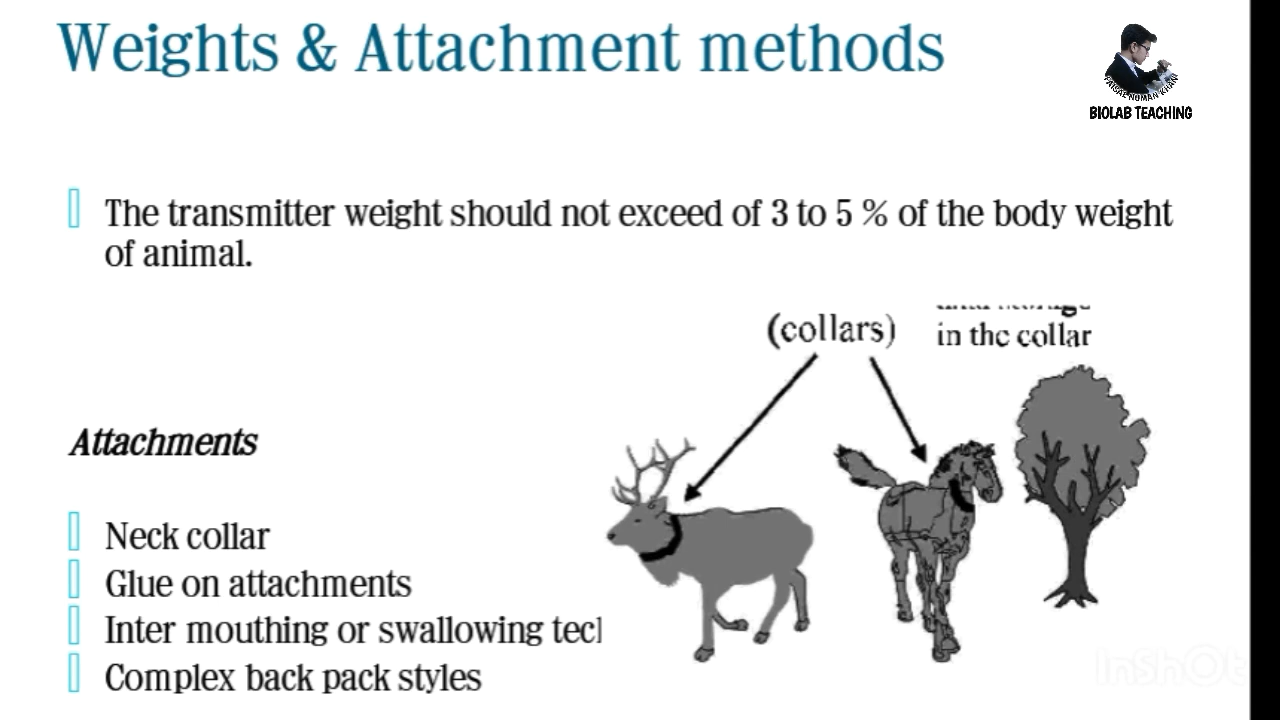 Weights & Attachment methods
BIOLAB TEACHING
The transmitter weight should not exceed of 3 to 5 % of the body weight
of animal.
(collars)
in the collar
Attachments
Neck collar
Glue on attachments
Inter mouthing or swallowing
Complex back pack styles
InShOt